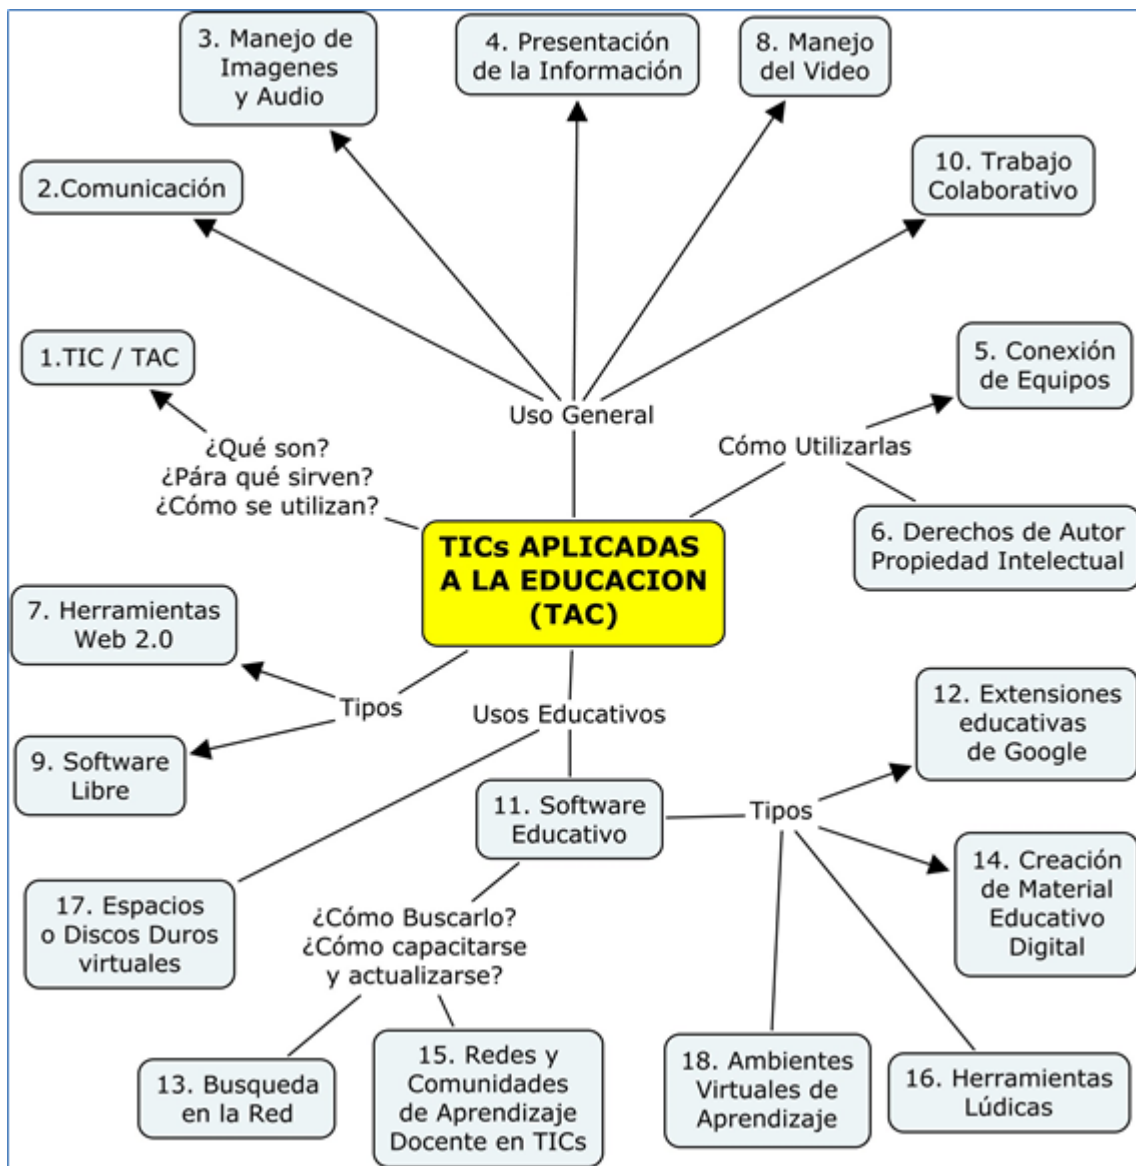 3. Manejo de
Imagenes
y Audio
4. Presentación
de la Información
8. Manejo
del Video
10. Trabajo
Colaborativo
2.Comunicación
1.TIC / TAC
¿Qué son?
¿Pára qué sirven?
¿Cómo se utilizan?
Uso General
Cómo Utilizarlas
5. Conexión
de Equipos
6. Derechos de Autor
Propiedad Intelectual
TICs APLICADAS
A LA EDUCACION
(TAC)
7. Herramientas
Web 2.0
Tipos
9. Software
Libre
Usos Educativos
11. Software
Educativo
Tipos
12. Extensiones
educativas
de Google
14. Creación
de Material
Educativo
Digital
17. Espacios
o Discos Duros
virtuales
¿Cómo Buscarlo?
¿Cómo capacitarse
y actualizarse?
13. Busqueda
en la Red
15. Redes y
Comunidades
de Aprendizaje
Docente en TICs
18. Ambientes
Virtuales de
Aprendizaje
16. Herramientas
Lúdicas